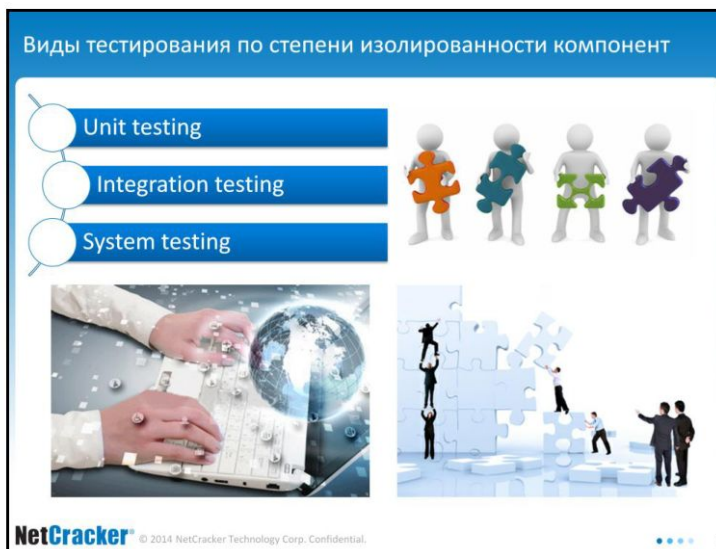 Виды тестирования по степени изолированности компонент
Unit testing
Integration testing
System testing
NetCracker® © 2014 NetCracker Technology Corp. Confidential.